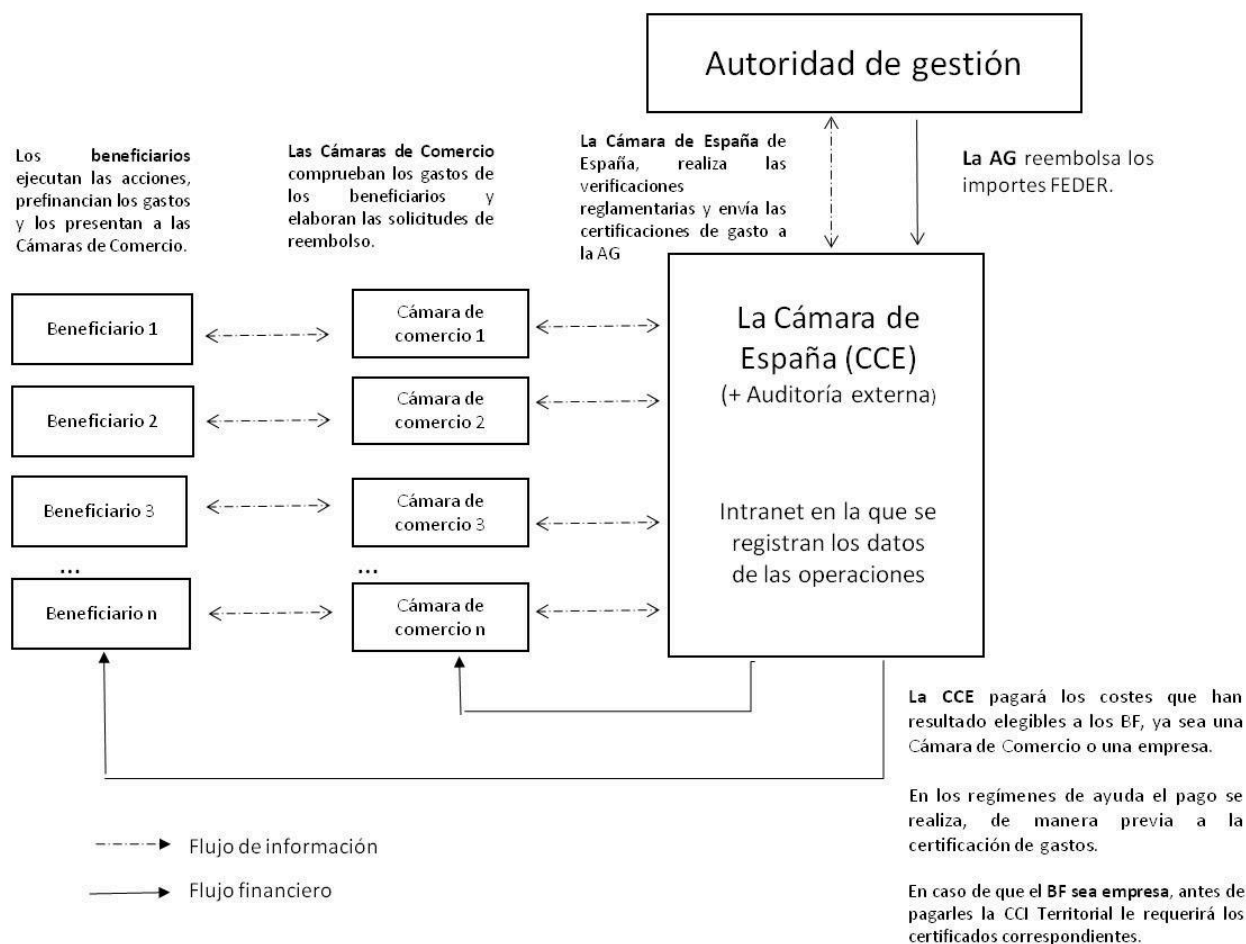 Autoridad de gestión
Los beneficiarios
ejecutan las acciones,
prefinancian los gastos
y los presentan a las
Cámaras de Comercio.
Las Cámaras de Comercio
comprueban los gastos de
los beneficiarios y
elaboran las solicitudes de
reembolso.
La Cámara de España de
España, realiza las
verificaciones
reglamentarias y envía las
certificaciones de gasto a
la AG
La AG reembolsa los
importes FEDER.
Beneficiario 1
Cámara de
comercio 1
Beneficiario 2
Cámara de
comercio 2
Beneficiario 3
Cámara de
comercio 3
...
...
Beneficiario n
Cámara de
comercio n
La Cámara de
España (CCE)
(+ Auditoría externa)
Intranet en la que se
registran los datos
de las operaciones
La CCE pagará los costes que han
resultado elegibles a los BF, ya sea una
Cámara de Comercio o una empresa.
En los regímenes de ayuda el pago se
realiza, de manera previa a la
certificación de gastos.
En caso de que el BF sea empresa, antes de
pagarles la CCI Territorial le requerirá los
certificados correspondientes.
Flujo de información
Flujo financiero